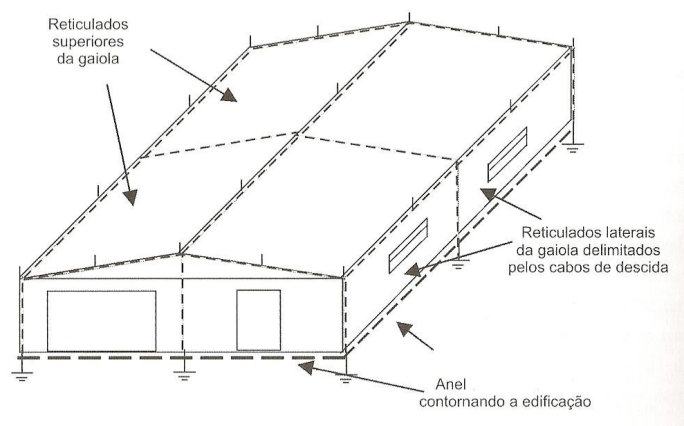 Reticulados
superiores
da gaiola
Reticulados laterais
da gaiola delimitados
pelos cabos de descida
Anel
contornando a edificação